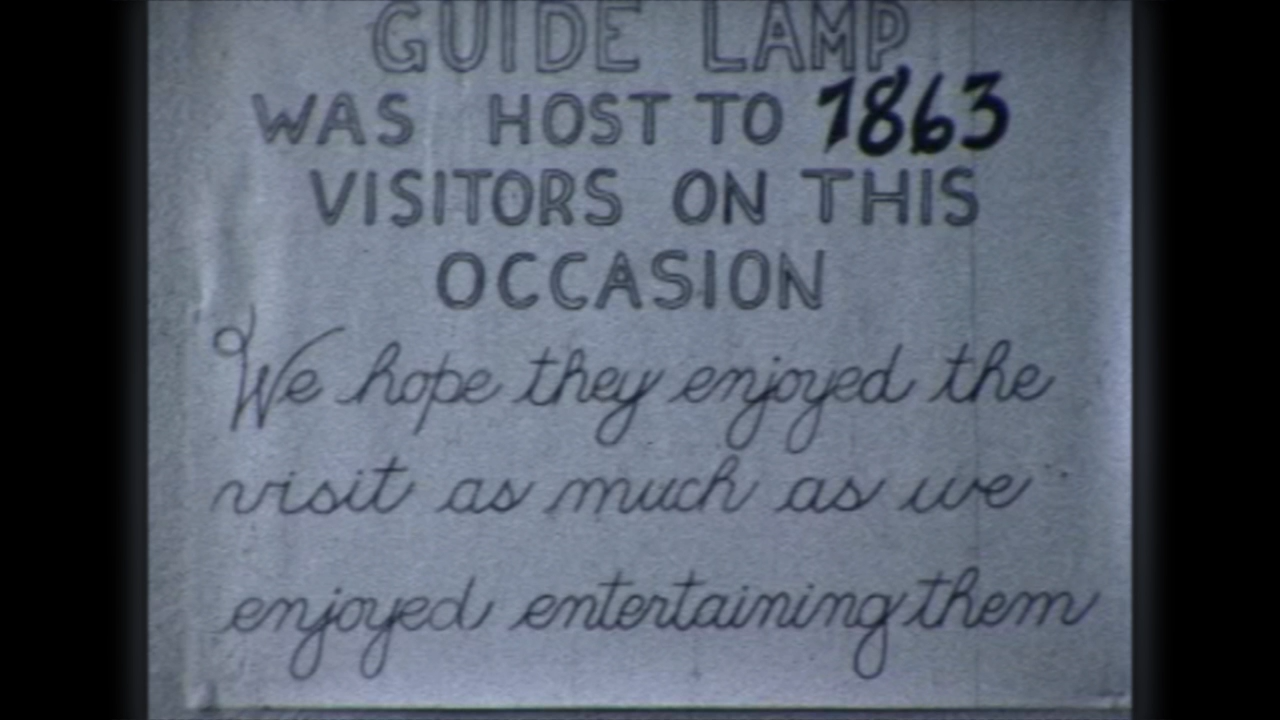 GUIDE LAMP
WAS HOST TO 1863
VISITORS ON THIS
OCCASION
We hope they enjoyed the
visit as much as we
enjoyed entertaining them